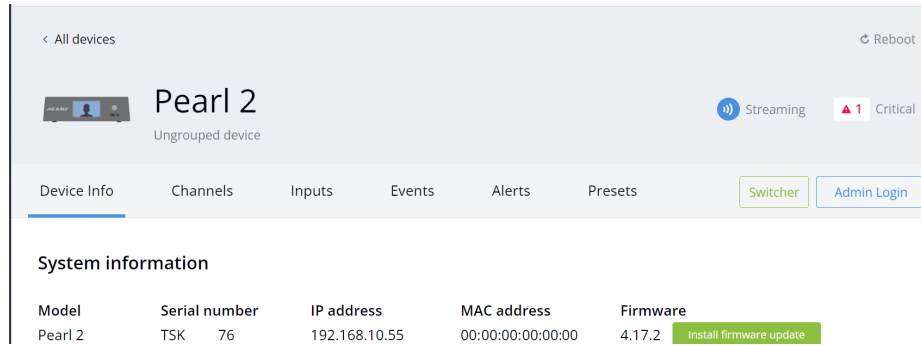 < All devices
Reboot
Pearl 2
Ungrouped device
Streaming
1 Critical
Device Info Channels Inputs Events Alerts Presets Switcher Admin Login
System information
Model Serial number IP address MAC address Firmware
Pearl 2 TSK 76 192.168.10.55 00:00:00:00:00:00 4.17.2 Install firmware update